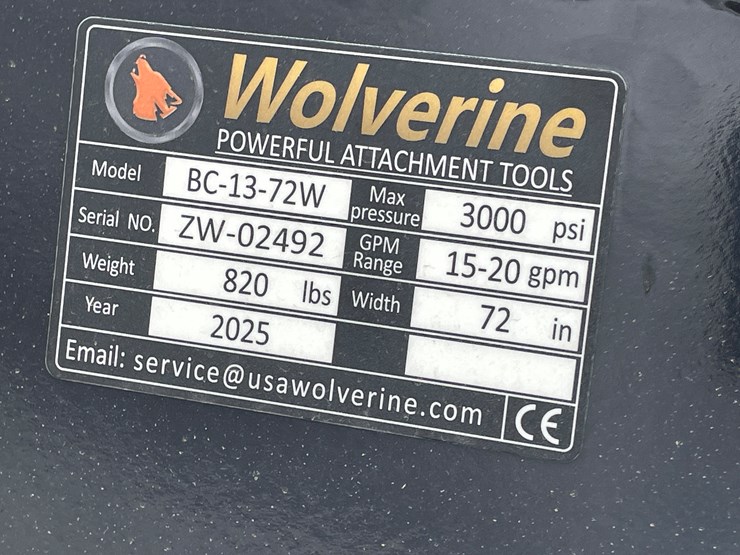 Wolverine
POWERFUL ATTACHMENT TOOLS
Model BC-13-72W Max pressure 3000 psi
Serial NO. ZW-02492 GPM Range 15-20 gpm
Weight 820 lbs Width 72 in
Year 2025
Email: service@usawolverine.com CE